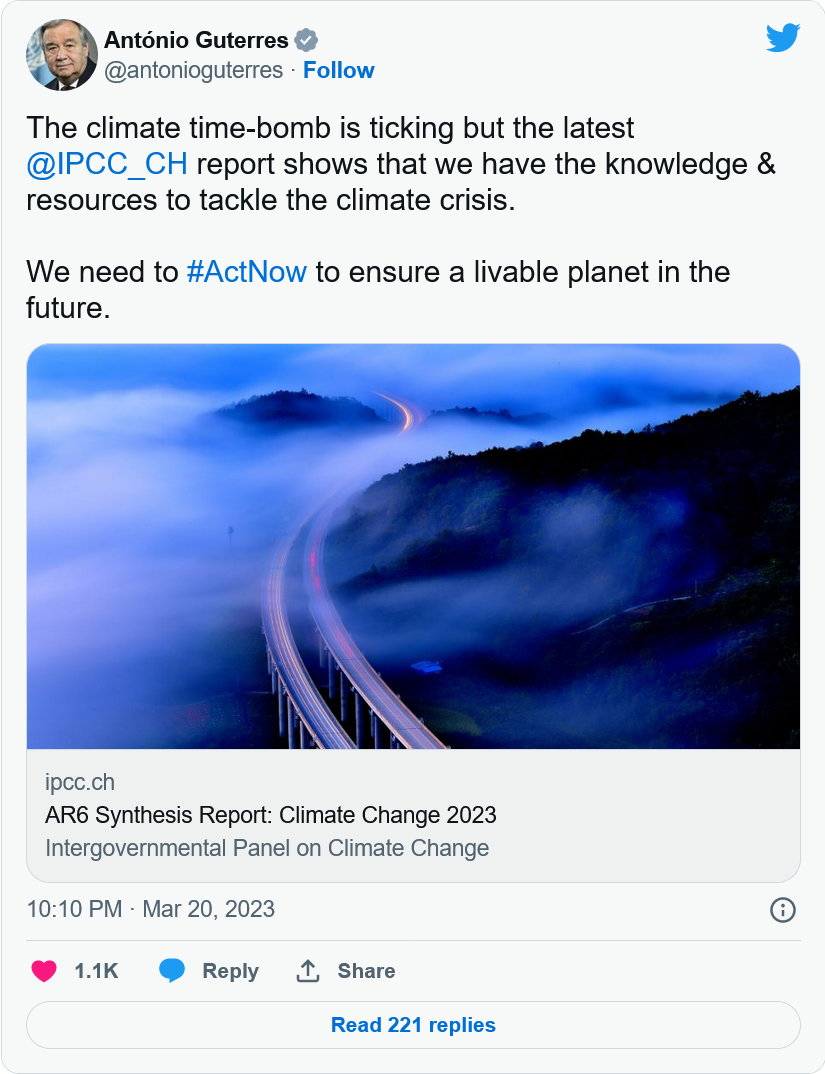 António Guterres
@antonioguterres · Follow
The climate time-bomb is ticking but the latest
@IPCC_CH report shows that we have the knowledge &
resources to tackle the climate crisis.
We need to #ActNow to ensure a livable planet in the
future.
ipcc.ch
AR6 Synthesis Report: Climate Change 2023
Intergovernmental Panel on Climate Change
10:10 PM · Mar 20, 2023
1.1K Reply Share
Read 221 replies